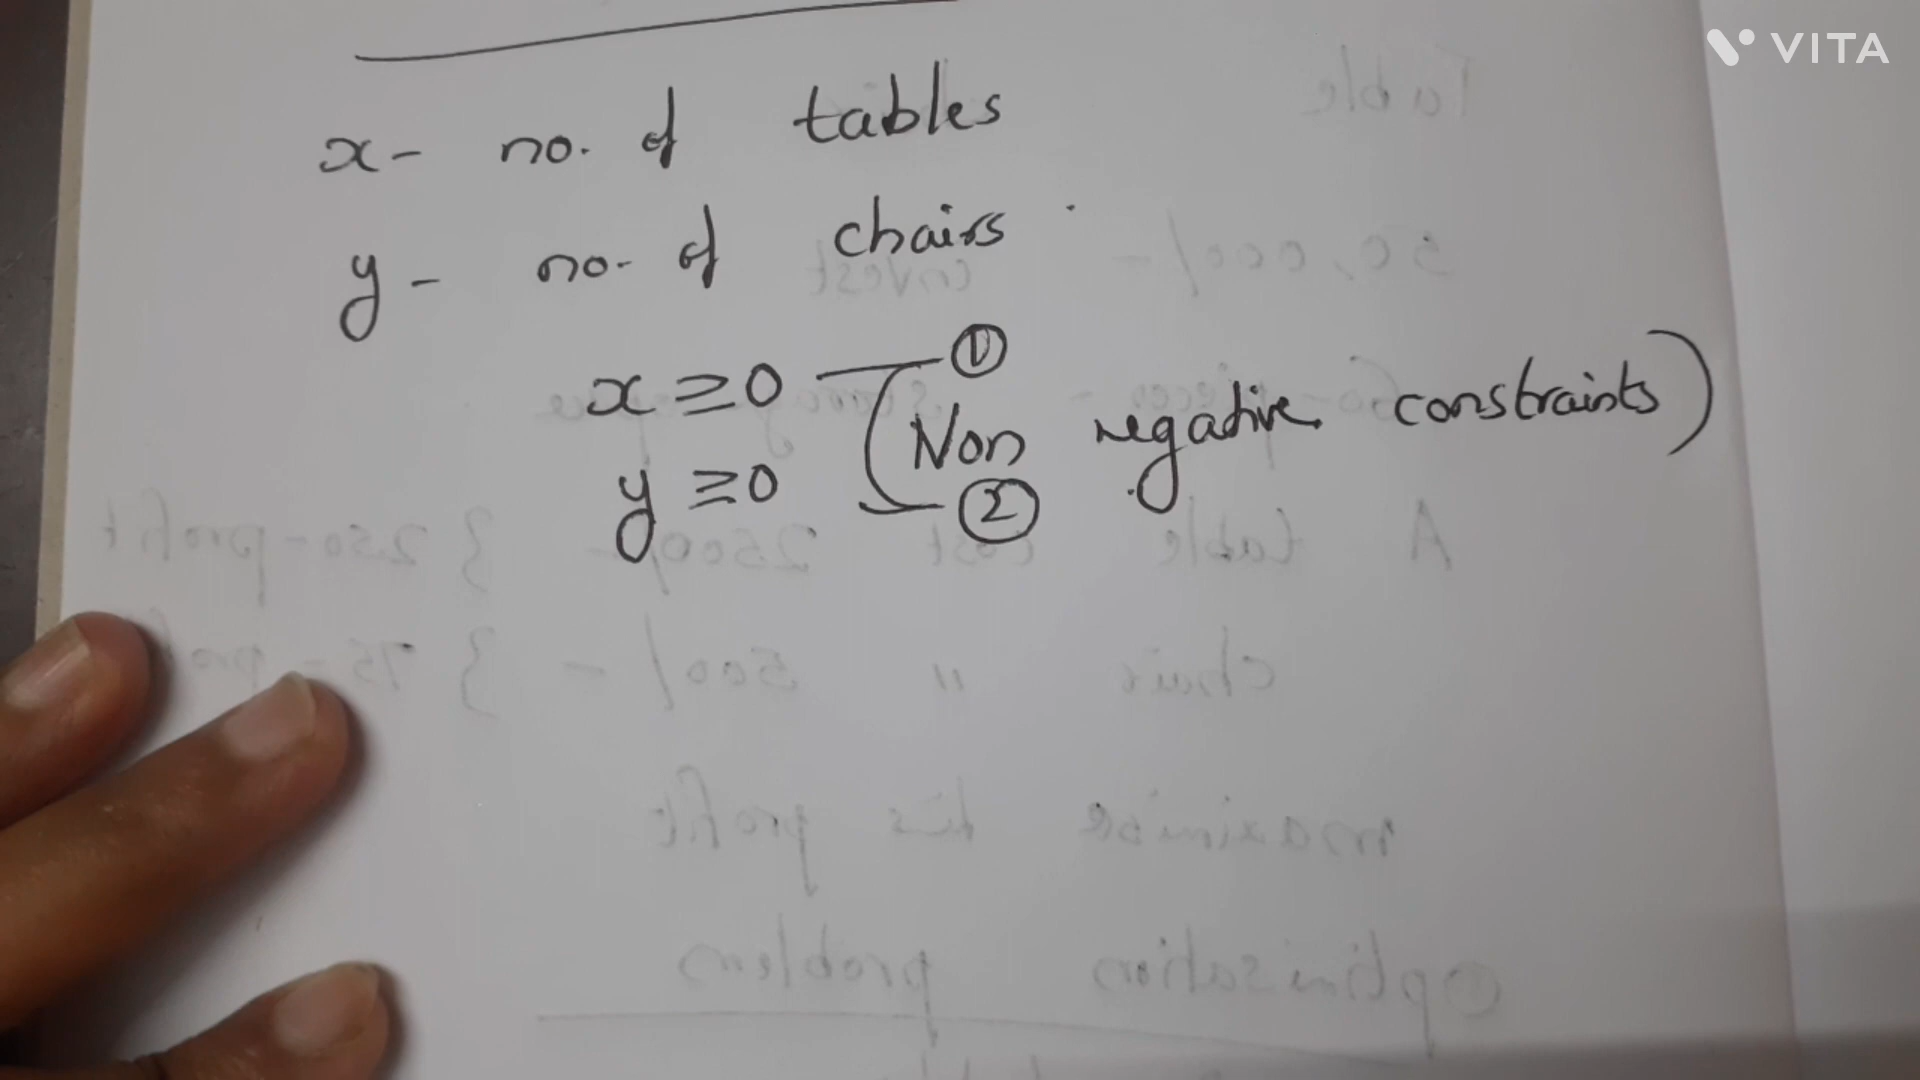 VITA
x - no. of tables
y - no. of chairs
x ≥ 0 — ①
(Non negative constraints)
y ≥ 0 — ②